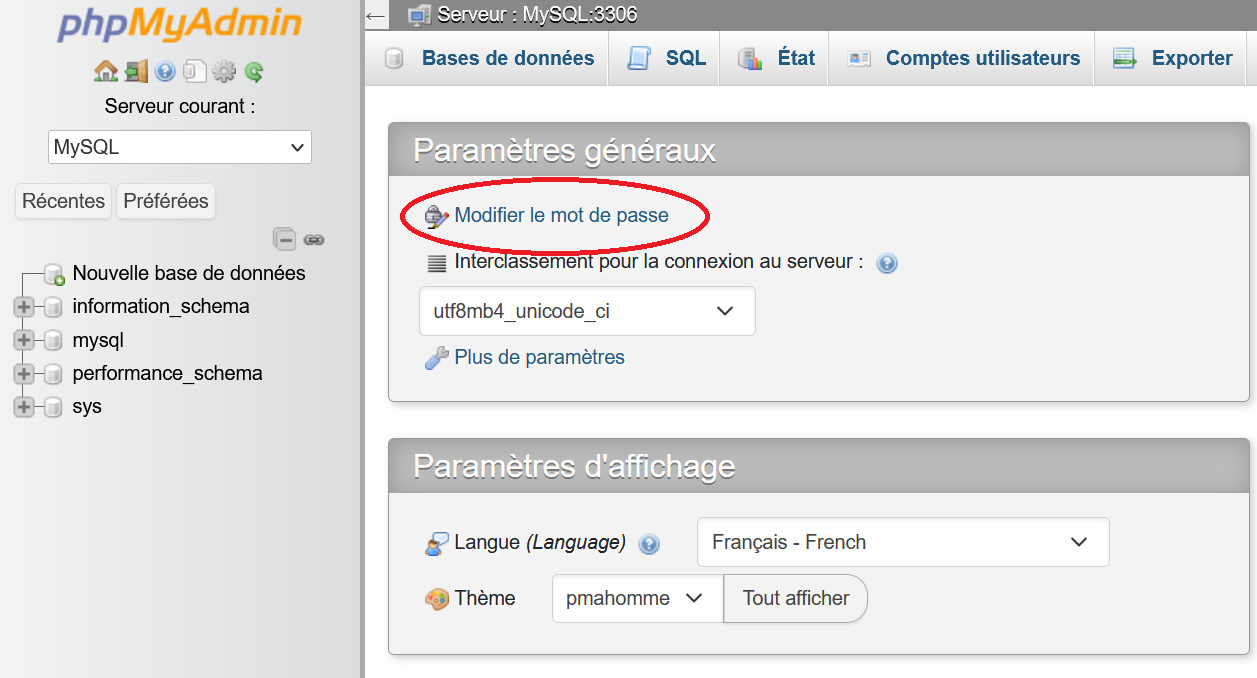 phpMyAdmin
Serveur courant :
MySQL
Récentes Préférées
Nouvelle base de données
information_schema
mysql
performance_schema
sys
Serveur : MySQL:3306
Bases de données SQL État Comptes utilisateurs Exporter
Paramètres généraux
Modifier le mot de passe
Interclassement pour la connexion au serveur :
utf8mb4_unicode_ci
Plus de paramètres
Paramètres d'affichage
Langue (Language) Français - French
Thème pmahomme Tout afficher